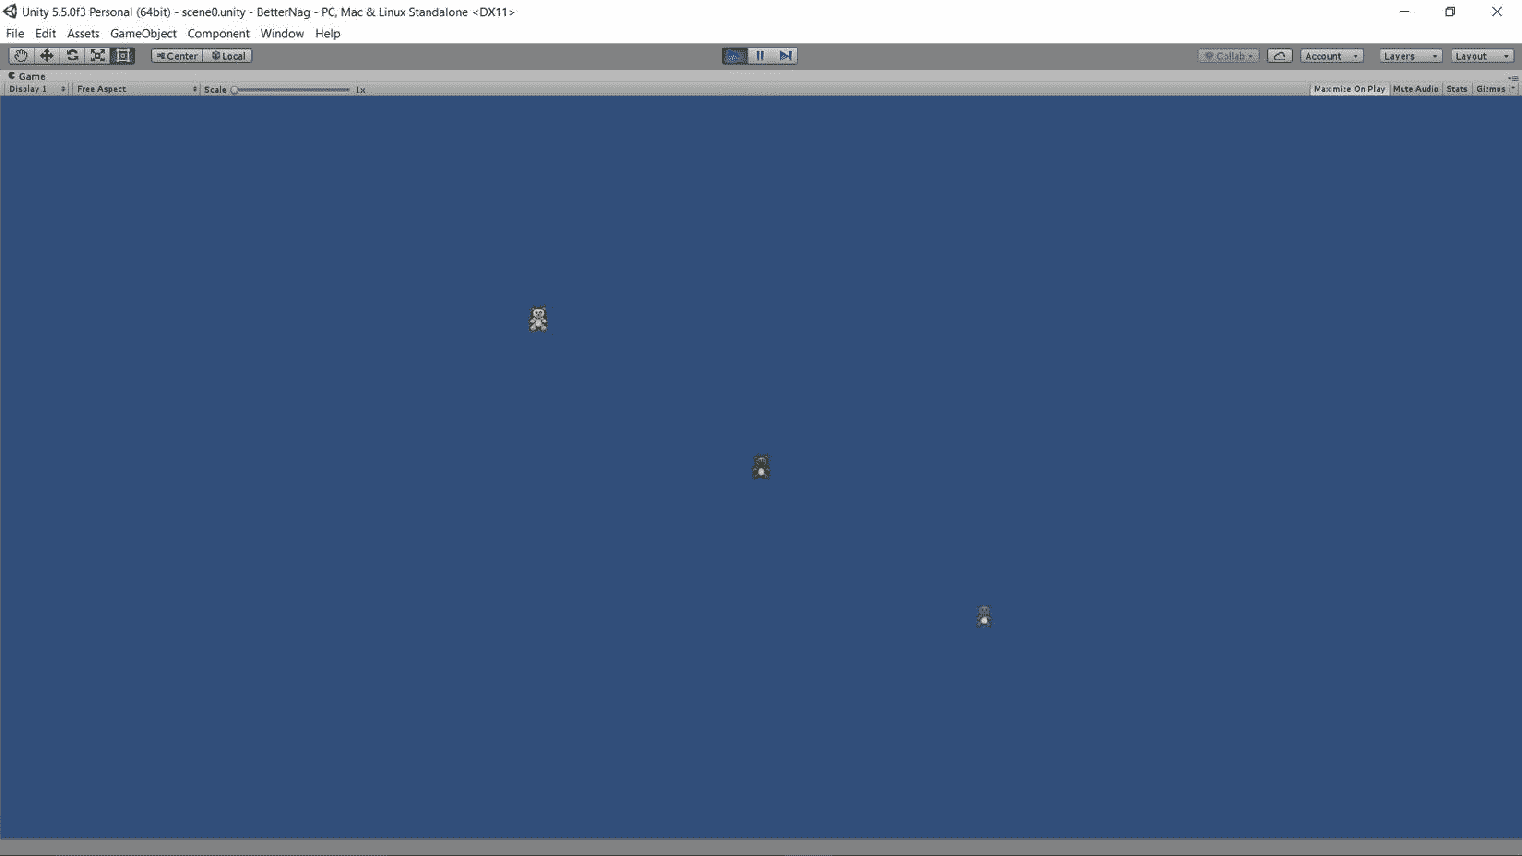 Unity 5.5.0f3 Personal (64bit) - scene0.unity - BetterNag - PC, Mac & Linux Standalone <DX11>
File Edit Assets GameObject Component Window Help
Center Local Collab Account Layers Layout
Game
Display 1 Free Aspect Scale 1x Maximize On Play Mute Audio Stats Gizmos